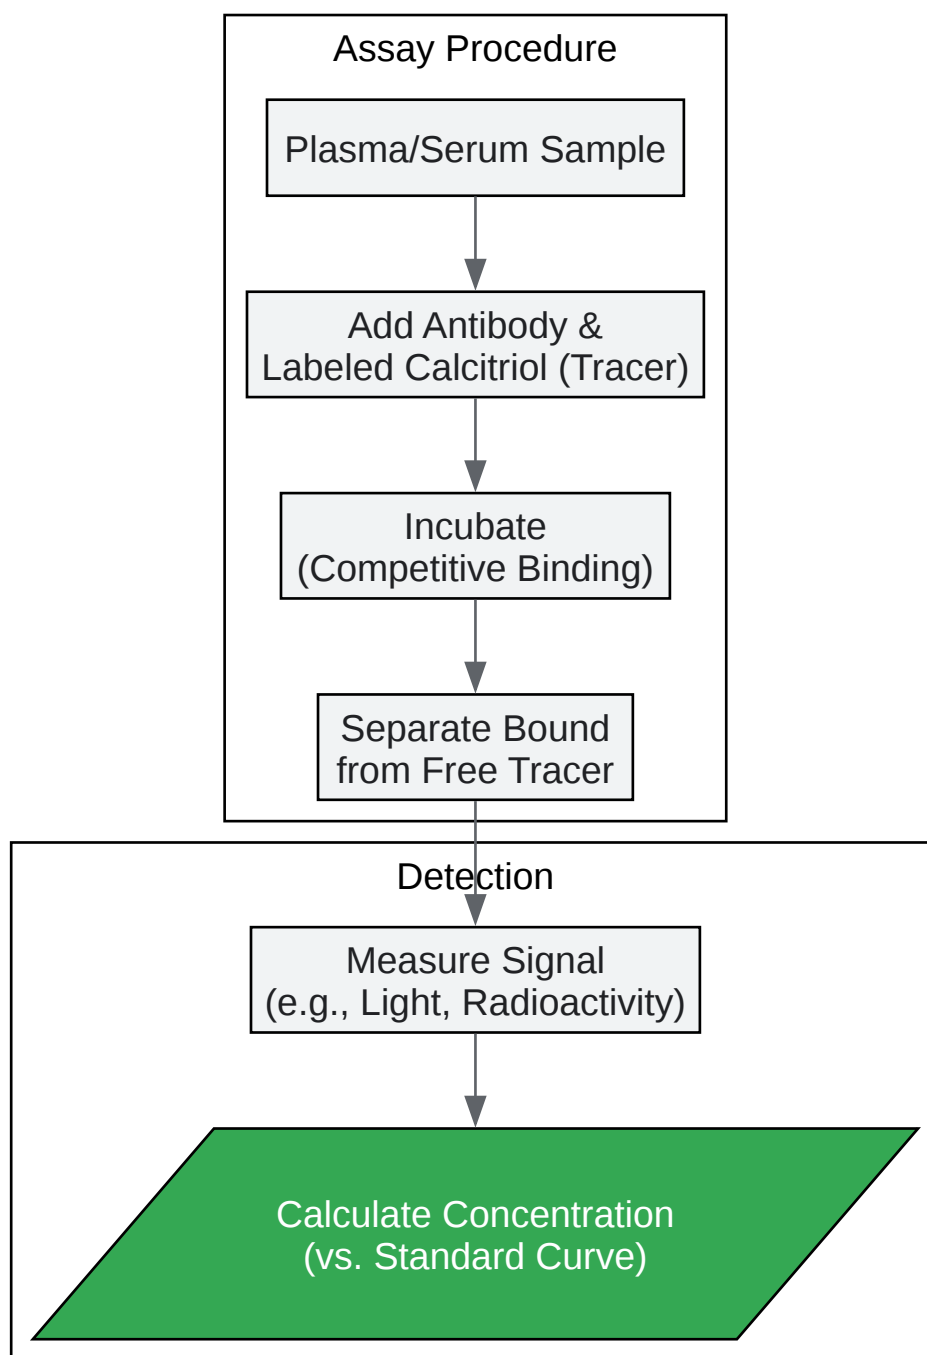 Assay Procedure
Plasma/Serum Sample
Add Antibody &
Labeled Calcitriol (Tracer)
Incubate
(Competitive Binding)
Separate Bound
from Free Tracer
Detection
Measure Signal
(e.g., Light, Radioactivity)
Calculate Concentration
(vs. Standard Curve)